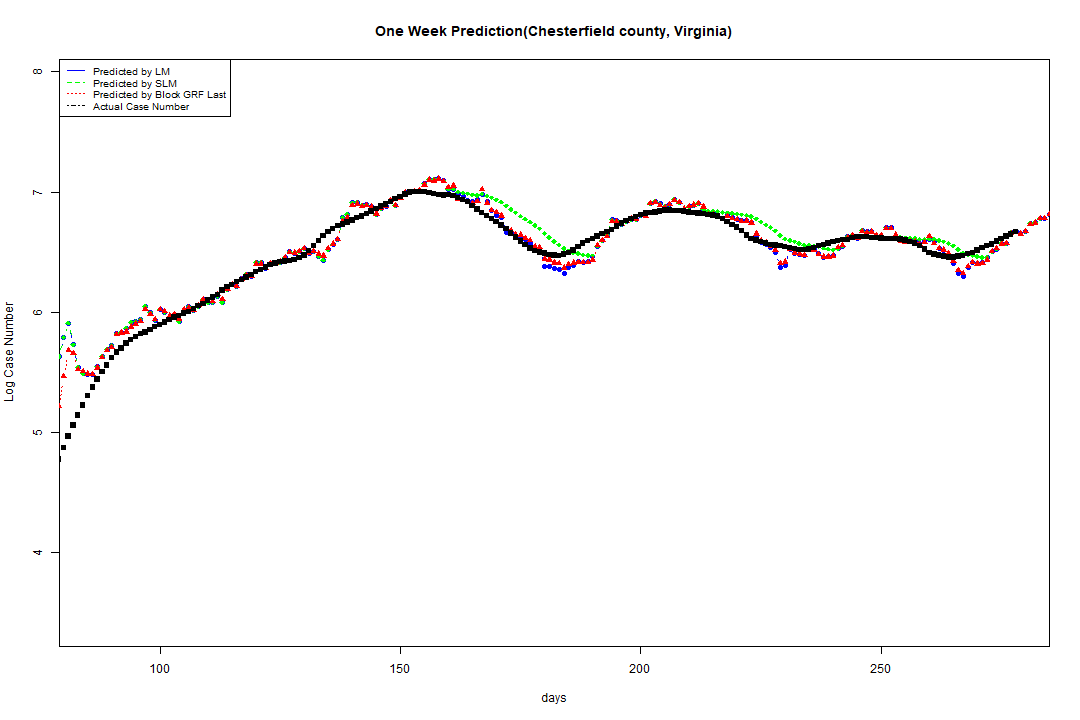 One Week Prediction(Chesterfield county, Virginia)
Predicted by LM
Predicted by SLM
Predicted by Block GRF Last
Actual Case Number
8
7
6
5
4
Log Case Number
100 150 200 250
days